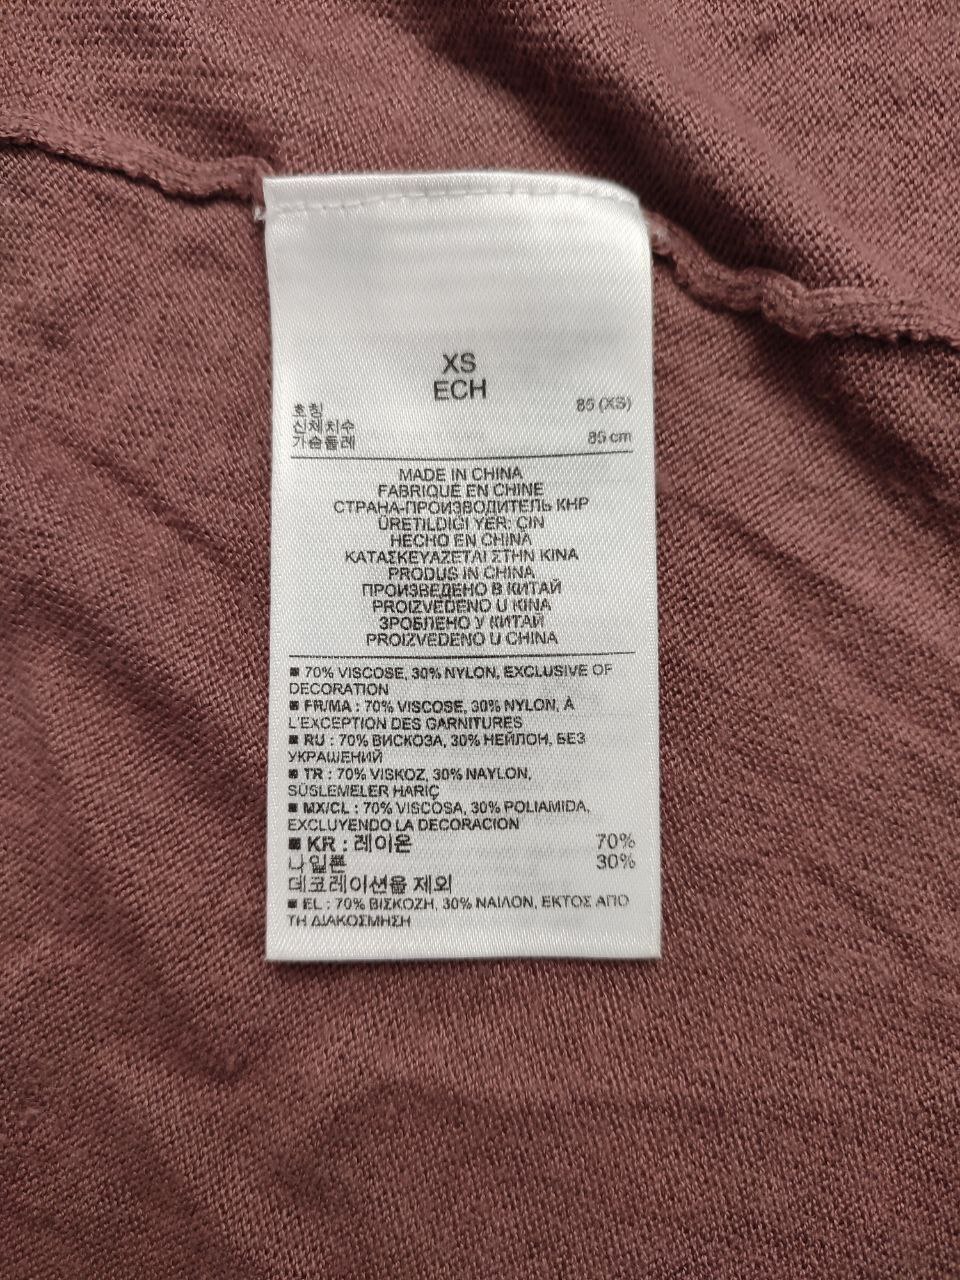 XS
ECH
호칭 85 (XS)
신체치수
가슴둘레 85 cm
MADE IN CHINA
FABRIQUÉ EN CHINE
СТРАНА-ПРОИЗВОДИТЕЛЬ КНР
ÜRETILDIGI YER: ÇIN
HECHO EN CHINA
ΚΑΤΑΣΚΕΥΑΖΕΤΑΙ ΣΤΗΝ ΚΙΝΑ
PRODUS IN CHINA
ПРОИЗВЕДЕНО В КИТАЙ
PROIZVEDENO U KINA
ЗРОБЛЕНО У КИТАЙ
PROIZVEDENO U CHINA
■ 70% VISCOSE, 30% NYLON, EXCLUSIVE OF
DECORATION
■ FR/MA : 70% VISCOSE, 30% NYLON, À
L'EXCEPTION DES GARNITURES
■ RU : 70% ВИСКОЗА, 30% НЕЙЛОН, БЕЗ
УКРАШЕНИЙ
■ TR : 70% VISKOZ, 30% NAYLON,
SÜSLEMELER HARIÇ
■ MX/CL : 70% VISCOSA, 30% POLIAMIDA,
EXCLUYENDO LA DECORACION
■ KR : 레이온 70%
나일론 30%
데코레이션을 제외
■ EL : 70% ΒΙΣΚΟΖΗ, 30% ΝΑΙΛΟΝ, ΕΚΤΟΣ ΑΠΟ
ΤΗ ΔΙΑΚΟΣΜΗΣΗ